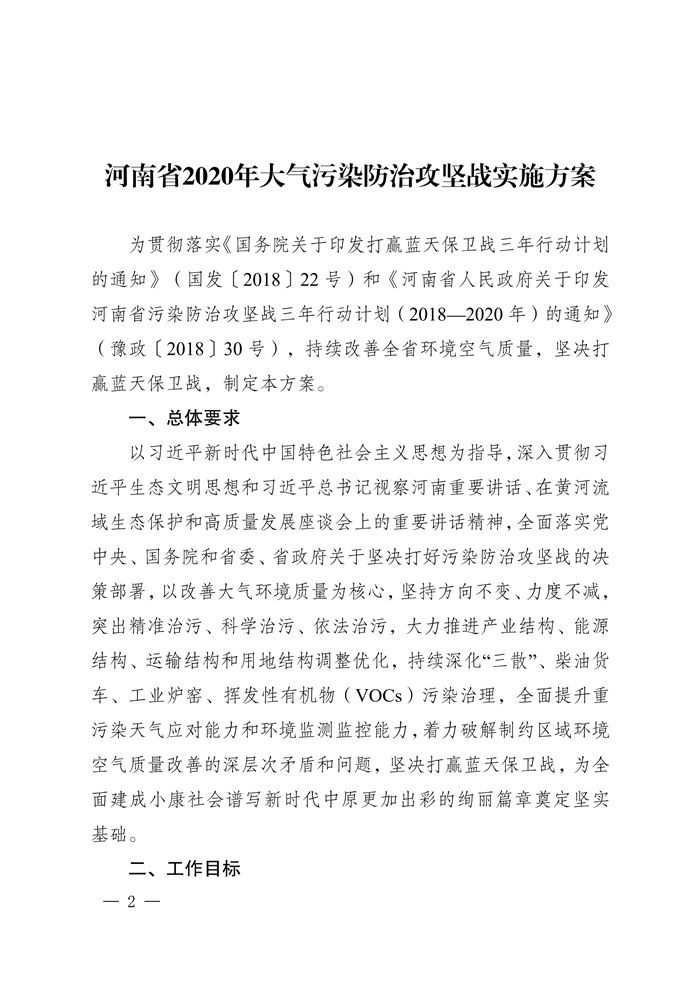 河南省2020年大气污染防治攻坚战实施方案
为贯彻落实《国务院关于印发打赢蓝天保卫战三年行动计划
的通知》（国发〔2018〕22 号）和《河南省人民政府关于印发
河南省污染防治攻坚战三年行动计划（2018—2020 年）的通知》
（豫政〔2018〕30 号），持续改善全省环境空气质量，坚决打
赢蓝天保卫战，制定本方案。
一、总体要求
以习近平新时代中国特色社会主义思想为指导，深入贯彻习
近平生态文明思想和习近平总书记视察河南重要讲话、在黄河流
域生态保护和高质量发展座谈会上的重要讲话精神，全面落实党
中央、国务院和省委、省政府关于坚决打好污染防治攻坚战的决
策部署，以改善大气环境质量为核心，坚持方向不变、力度不减，
突出精准治污、科学治污、依法治污，大力推进产业结构、能源
结构、运输结构和用地结构调整优化，持续深化“三散”、柴油货
车、工业炉窑、挥发性有机物（VOCs）污染治理，全面提升重
污染天气应对能力和环境监测监控能力，着力破解制约区域环境
空气质量改善的深层次矛盾和问题，坚决打赢蓝天保卫战，为全
面建成小康社会谱写新时代中原更加出彩的绚丽篇章奠定坚实
基础。
二、工作目标
— 2 —